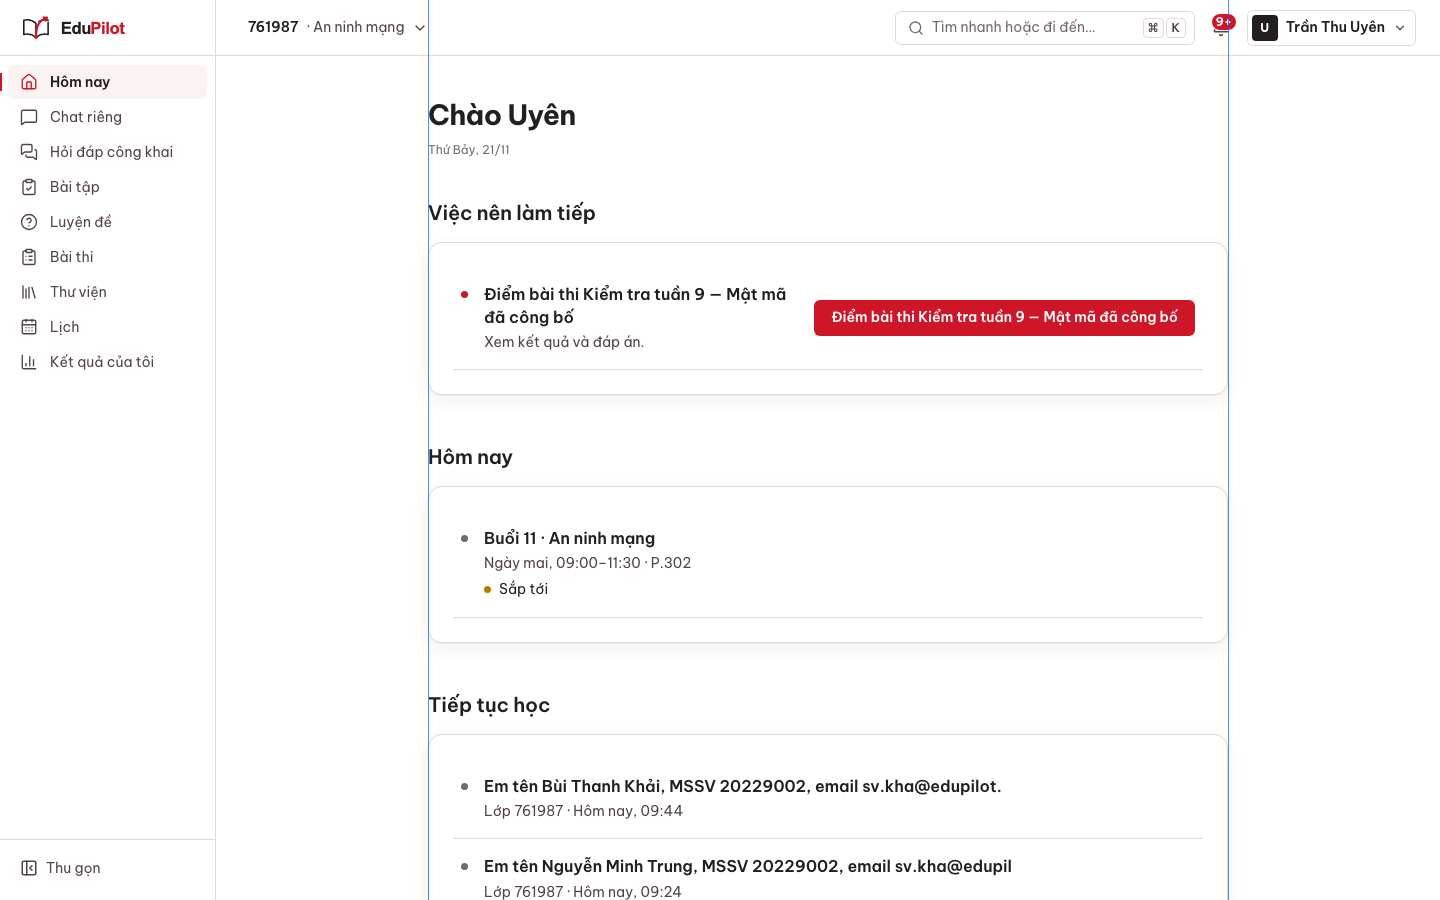 EduPilot
761987 · An ninh mạng
Tìm nhanh hoặc đi đến...
⌘ K
9+
U Trần Thu Uyên
Hôm nay
Chat riêng
Hỏi đáp công khai
Bài tập
Luyện đề
Bài thi
Thư viện
Lịch
Kết quả của tôi
Thu gọn
Chào Uyên
Thứ Bảy, 21/11
Việc nên làm tiếp
Điểm bài thi Kiểm tra tuần 9 — Mật mã
đã công bố
Xem kết quả và đáp án.
Điểm bài thi Kiểm tra tuần 9 — Mật mã đã công bố
Hôm nay
Buổi 11 · An ninh mạng
Ngày mai, 09:00–11:30 · P.302
Sắp tới
Tiếp tục học
Em tên Bùi Thanh Khải, MSSV 20229002, email sv.kha@edupilot.
Lớp 761987 · Hôm nay, 09:44
Em tên Nguyễn Minh Trung, MSSV 20229002, email sv.kha@edupil
Lớp 761987 · Hôm nay, 09:24